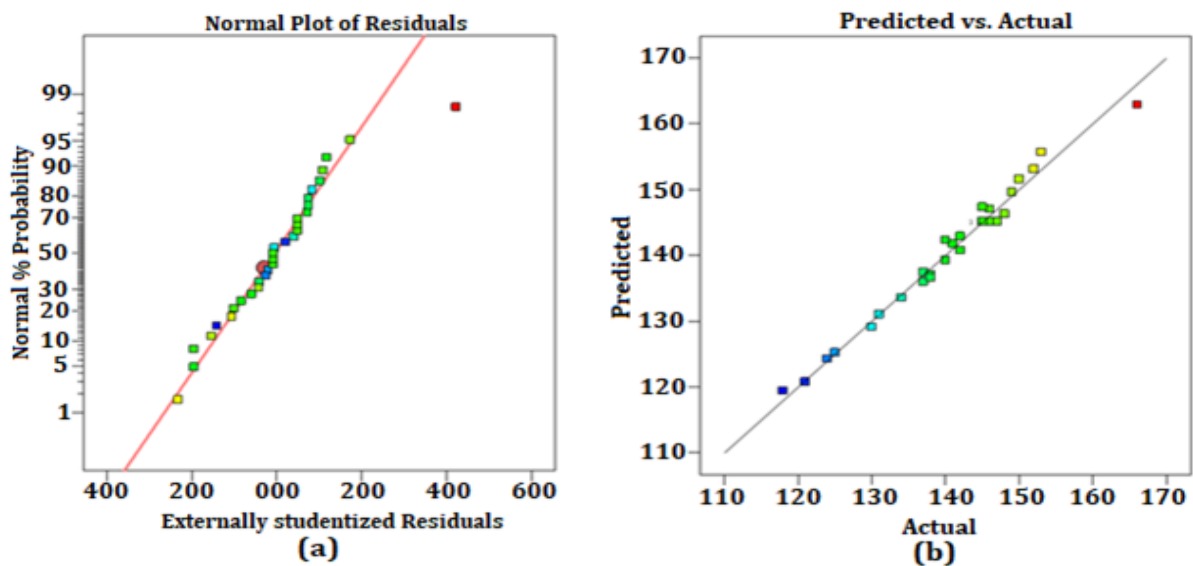 Normal Plot of Residuals
Normal % Probability
99
95
90
80
70
50
30
20
10
5
1
400 200 000 200 400 600
Externally studentized Residuals
(a)
Predicted vs. Actual
Predicted
170
160
150
140
130
120
110
3
110 120 130 140 150 160 170
Actual
(b)